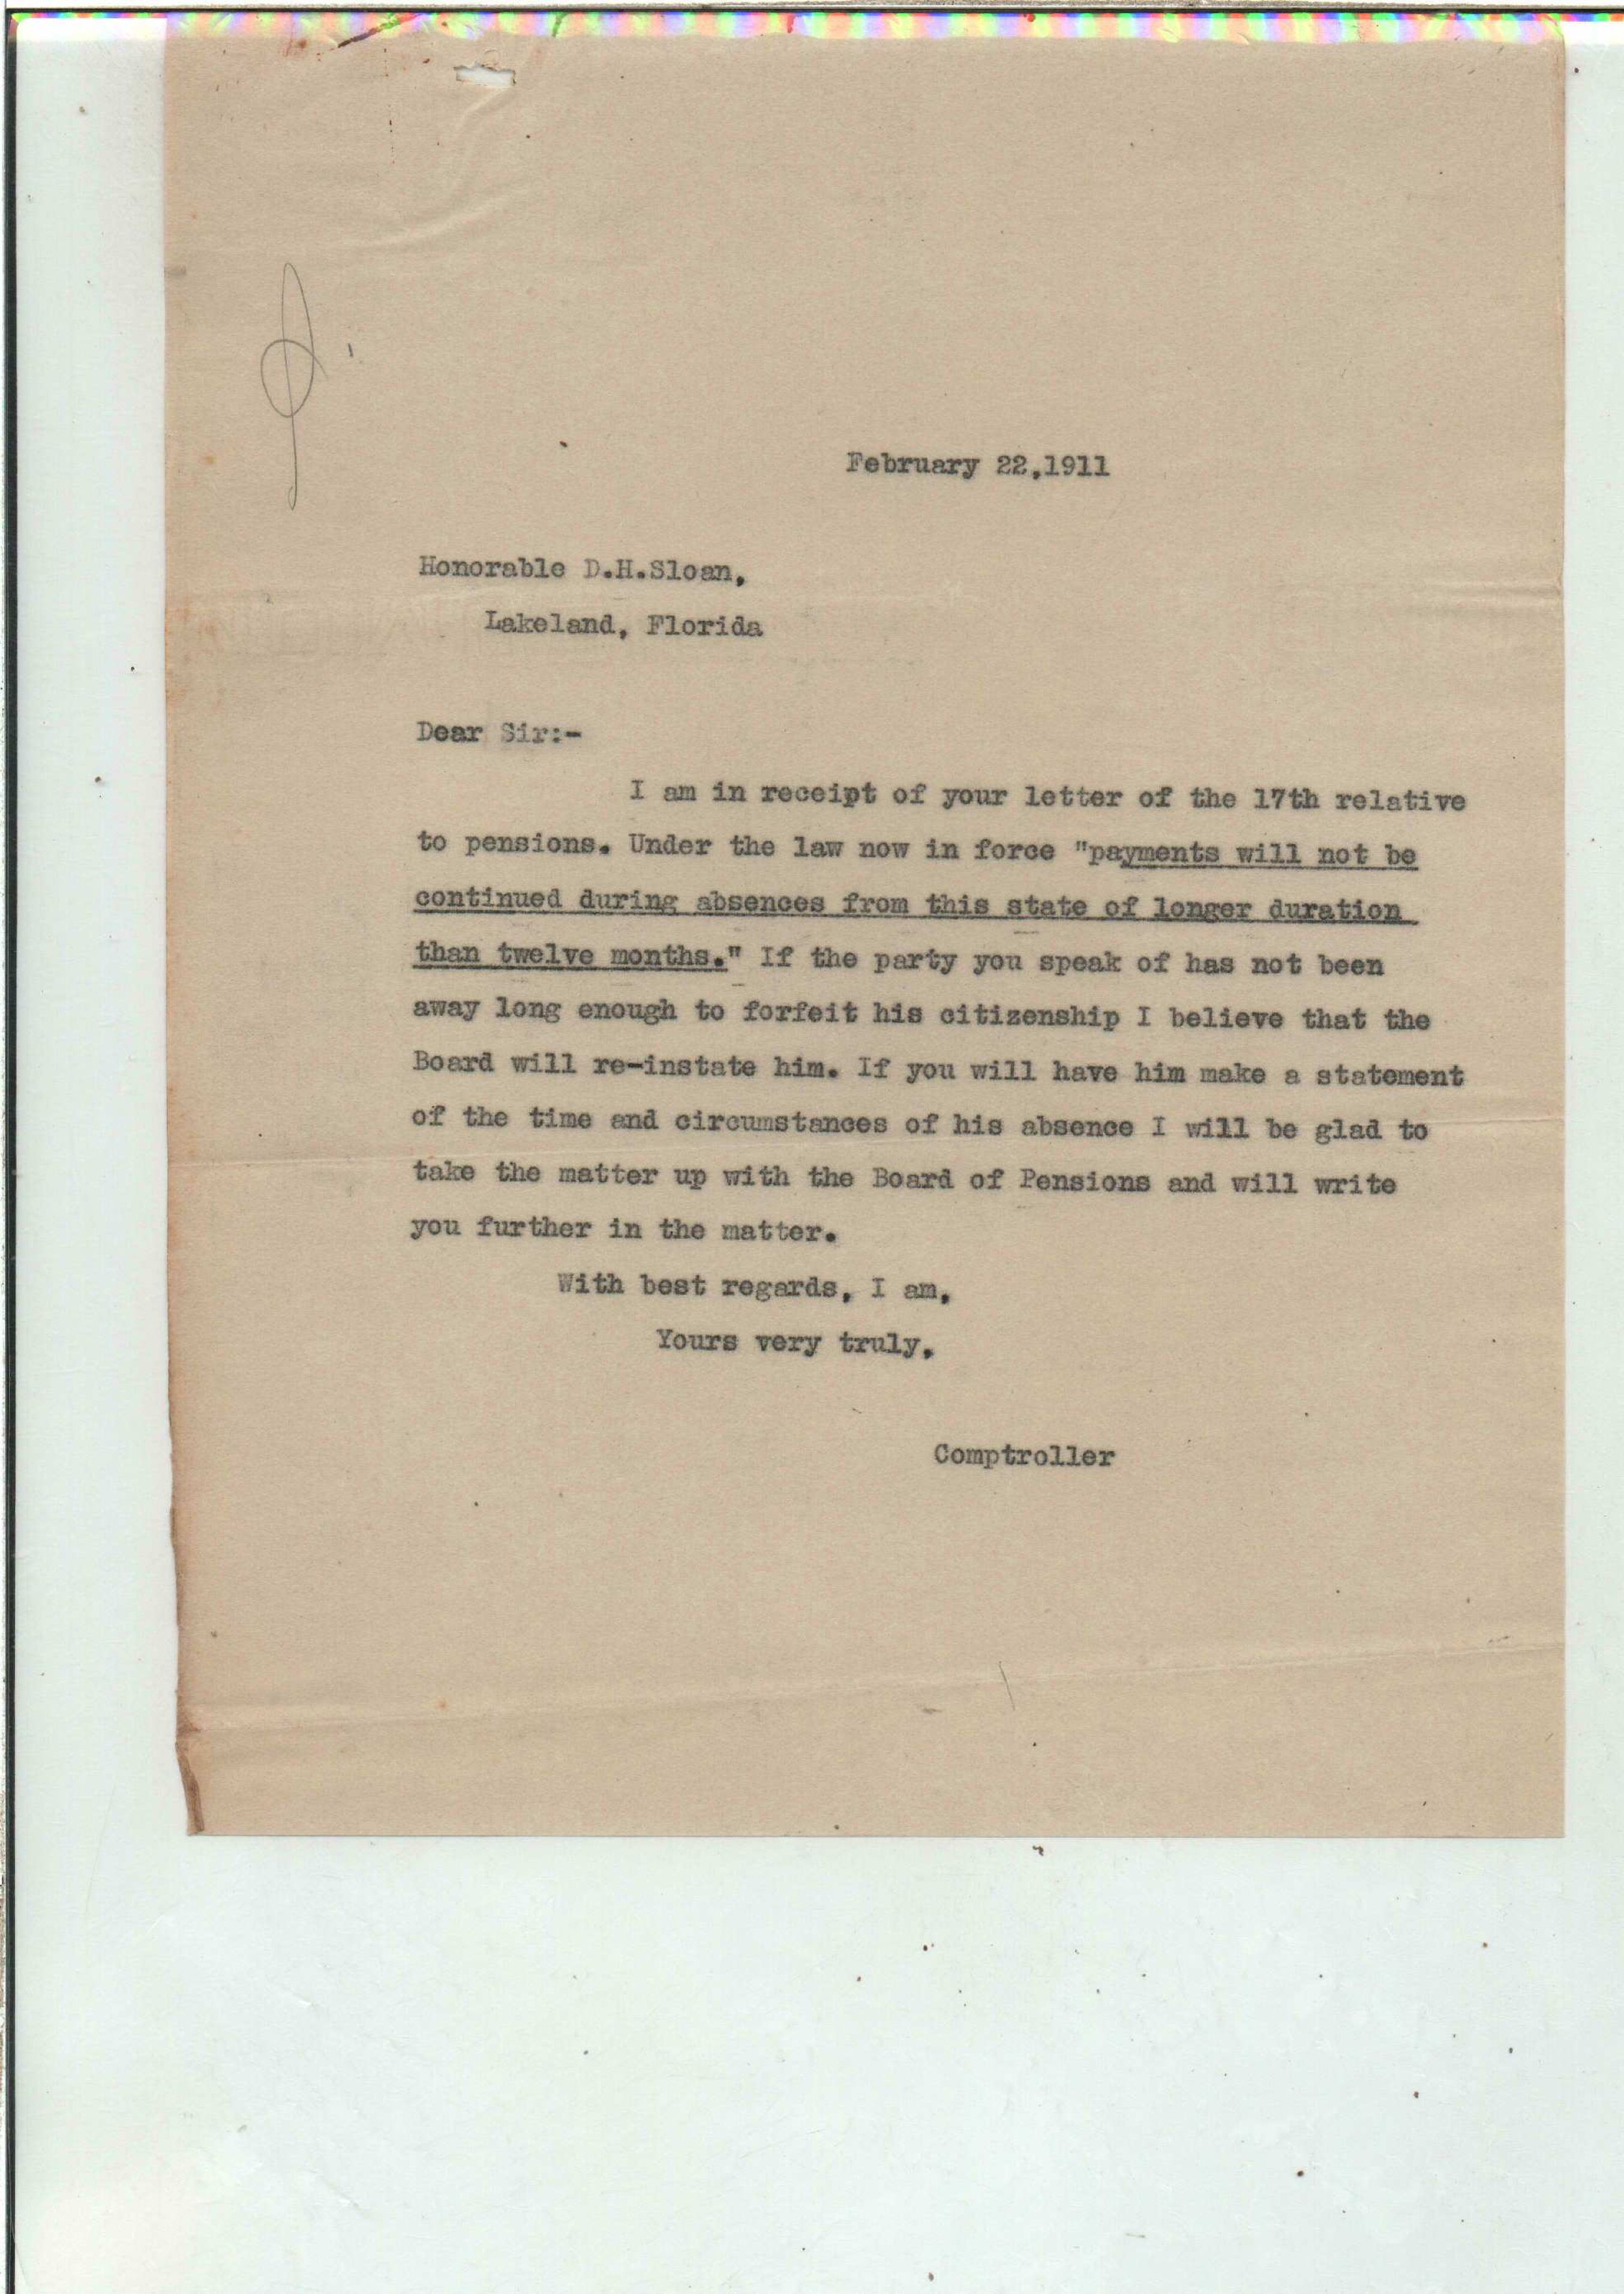 February 22,1911
Honorable D.H.Sloan,
Lakeland, Florida
Dear Sir:-
I am in receipt of your letter of the 17th relative
to pensions. Under the law now in force "payments will not be
continued during absences from this state of longer duration
than twelve months." If the party you speak of has not been
away long enough to forfeit his citizenship I believe that the
Board will re-instate him. If you will have him make a statement
of the time and circumstances of his absence I will be glad to
take the matter up with the Board of Pensions and will write
you further in the matter.
With best regards, I am,
Yours very truly,
Comptroller